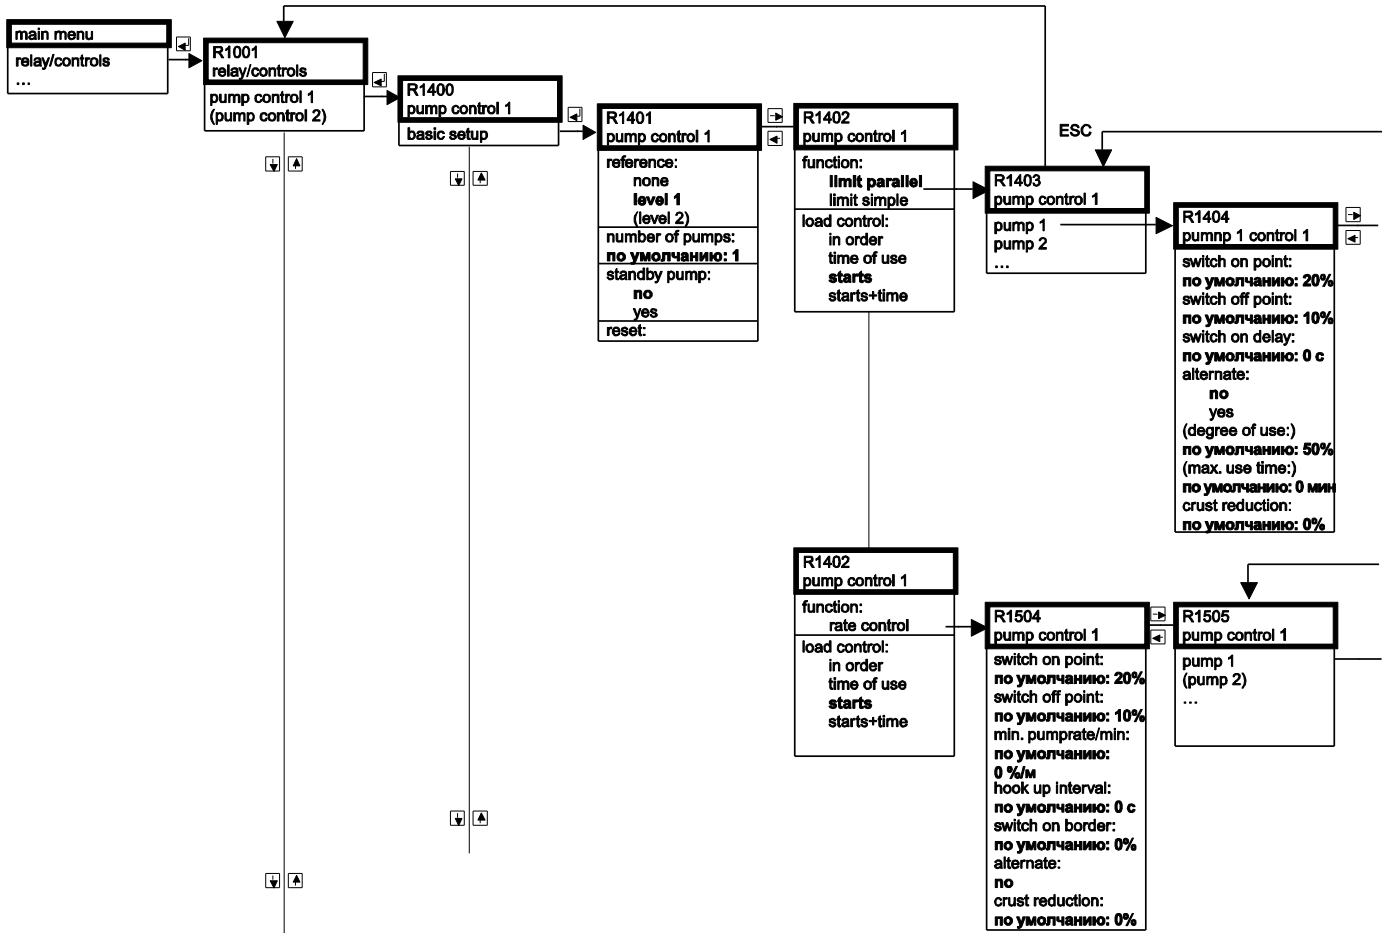 main menu
relay/controls
...
R1001
relay/controls
pump control 1
(pump control 2)
R1400
pump control 1
basic setup
R1401
pump control 1
reference:
none
level 1
(level 2)
number of pumps:
по умолчанию: 1
standby pump:
no
yes
reset:
R1402
pump control 1
function:
limit parallel
limit simple
load control:
in order
time of use
starts
starts+time
ESC
R1403
pump control 1
pump 1
pump 2
...
R1404
pumnp 1 control 1
switch on point:
по умолчанию: 20%
switch off point:
по умолчанию: 10%
switch on delay:
по умолчанию: 0 с
alternate:
no
yes
(degree of use:)
по умолчанию: 50%
(max. use time:)
по умолчанию: 0 мин
crust reduction:
по умолчанию: 0%
R1402
pump control 1
function:
rate control
load control:
in order
time of use
starts
starts+time
R1504
pump control 1
switch on point:
по умолчанию: 20%
switch off point:
по умолчанию: 10%
min. pumprate/min:
по умолчанию:
0 %/м
hook up interval:
по умолчанию: 0 с
switch on border:
по умолчанию: 0%
alternate:
no
crust reduction:
по умолчанию: 0%
R1505
pump control 1
pump 1
(pump 2)
...